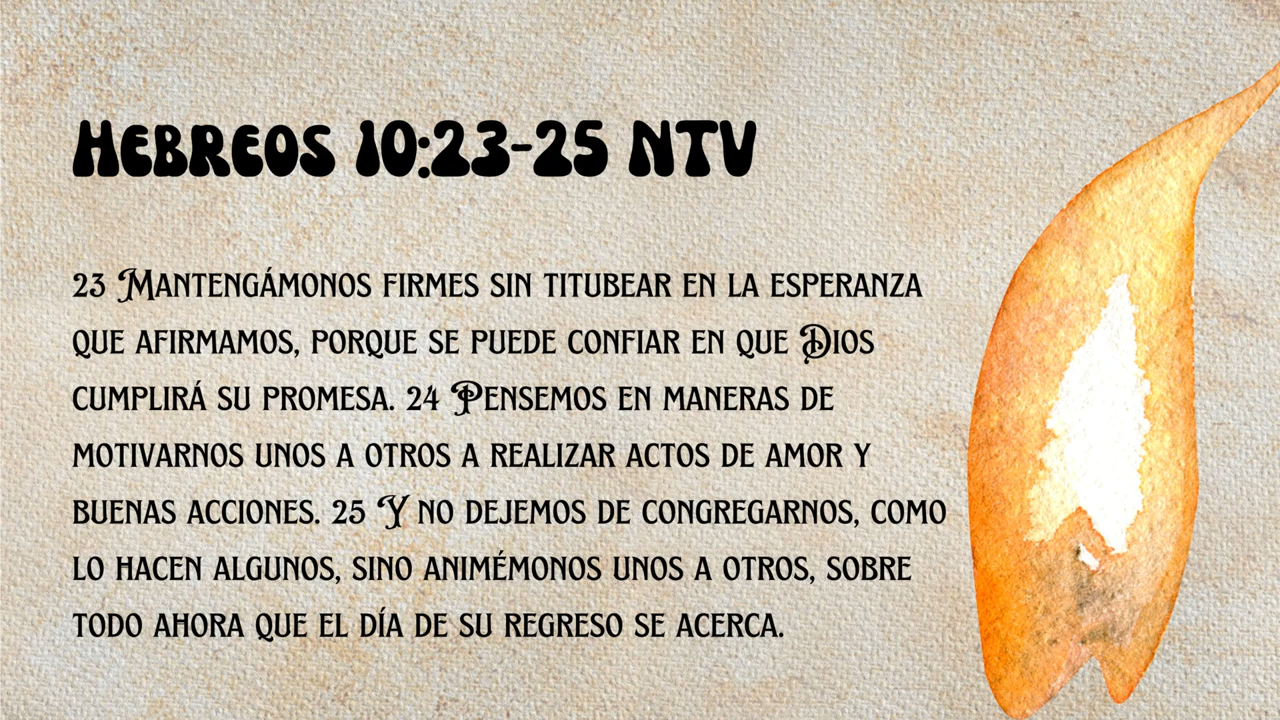 Hebreos 10:23-25 NTV
23 Mantengámonos firmes sin titubear en la esperanza
que afirmamos, porque se puede confiar en que Dios
cumplirá su promesa. 24 Pensemos en maneras de
motivarnos unos a otros a realizar actos de amor y
buenas acciones. 25 Y no dejemos de congregarnos, como
lo hacen algunos, sino animémonos unos a otros, sobre
todo ahora que el día de su regreso se acerca.